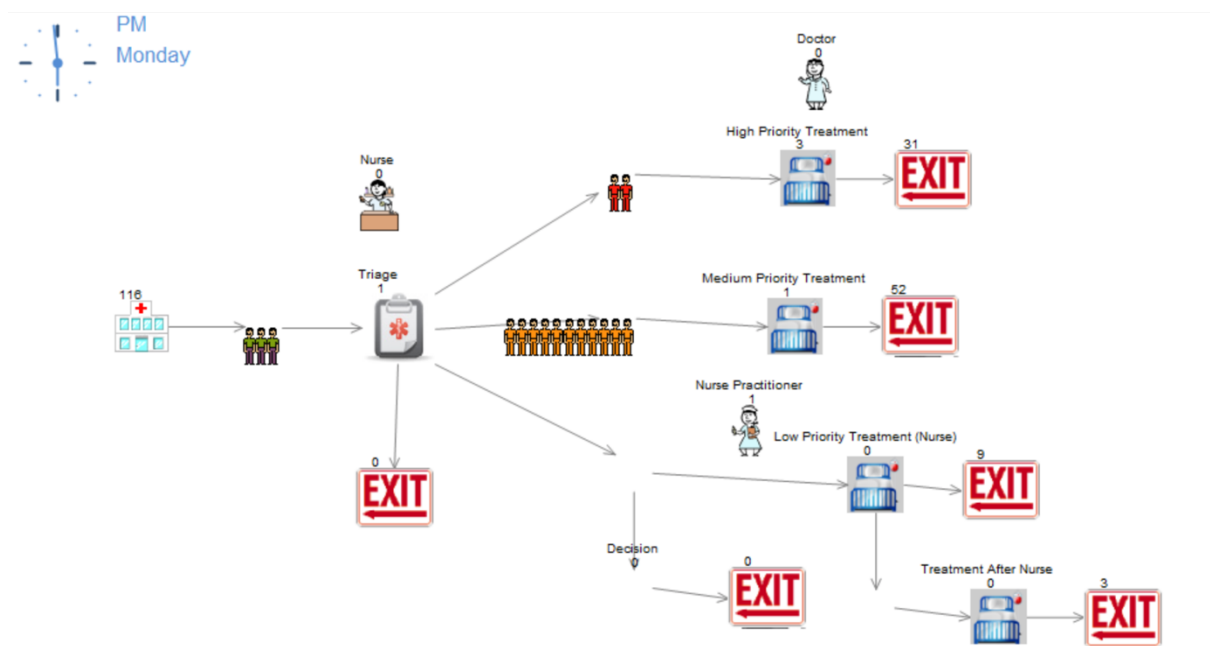 PM
Monday
Doctor
0
High Priority Treatment
3
31
EXIT
Nurse
0
Triage
1
116
Medium Priority Treatment
1
52
EXIT
Nurse Practitioner
1
Low Priority Treatment (Nurse)
0
9
EXIT
0
EXIT
Decision
0
0
EXIT
Treatment After Nurse
0
3
EXIT